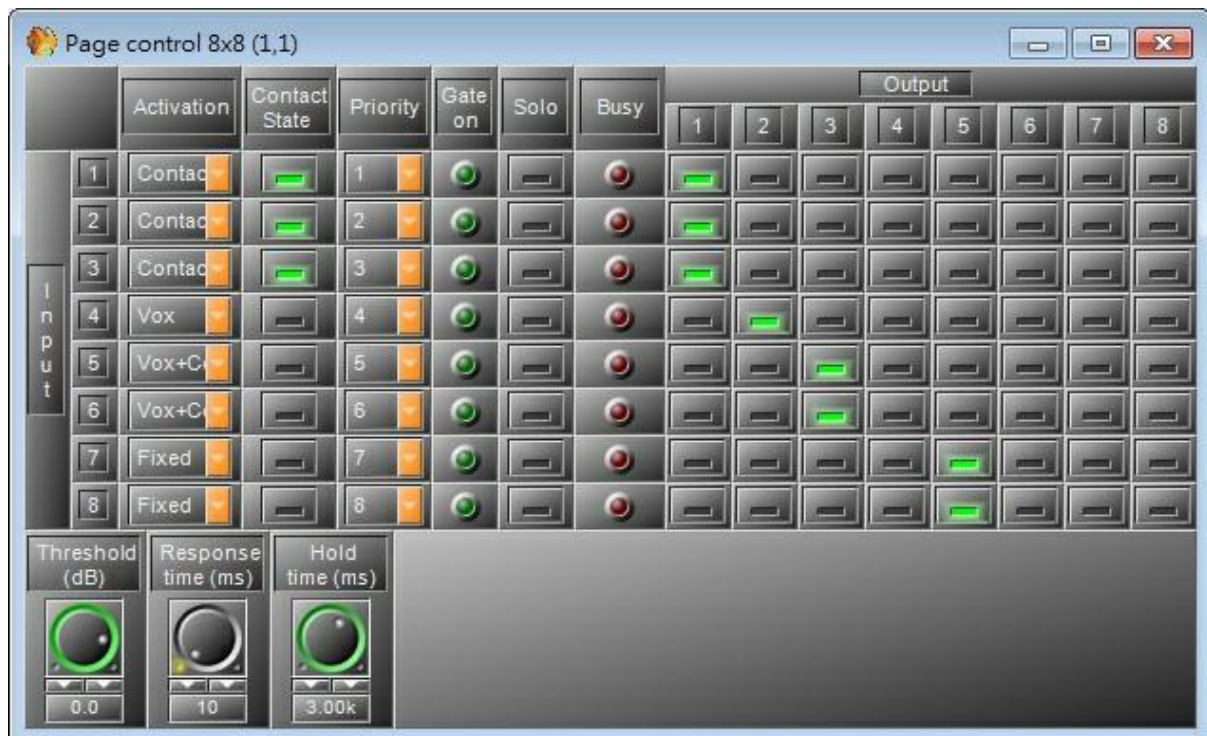 Page control 8x8 (1,1)
Activation Contact State Priority Gate on Solo Busy Output
1 2 3 4 5 6 7 8
Input
1 Contac 1
2 Contac 2
3 Contac 3
4 Vox 4
5 Vox+C 5
6 Vox+C 6
7 Fixed 7
8 Fixed 8
Threshold (dB) Response time (ms) Hold time (ms)
0.0 10 3.00k